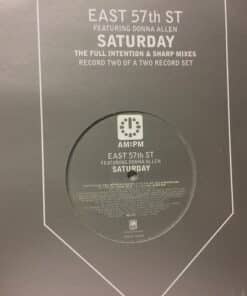 EAST 57th ST
FEATURING DONNA ALLEN
SATURDAY
THE FULL INTENTION & SHARP MIXES
RECORD TWO OF A TWO RECORD SET
AM:PM
EAST 57th ST
FEATURING DONNA ALLEN
SATURDAY